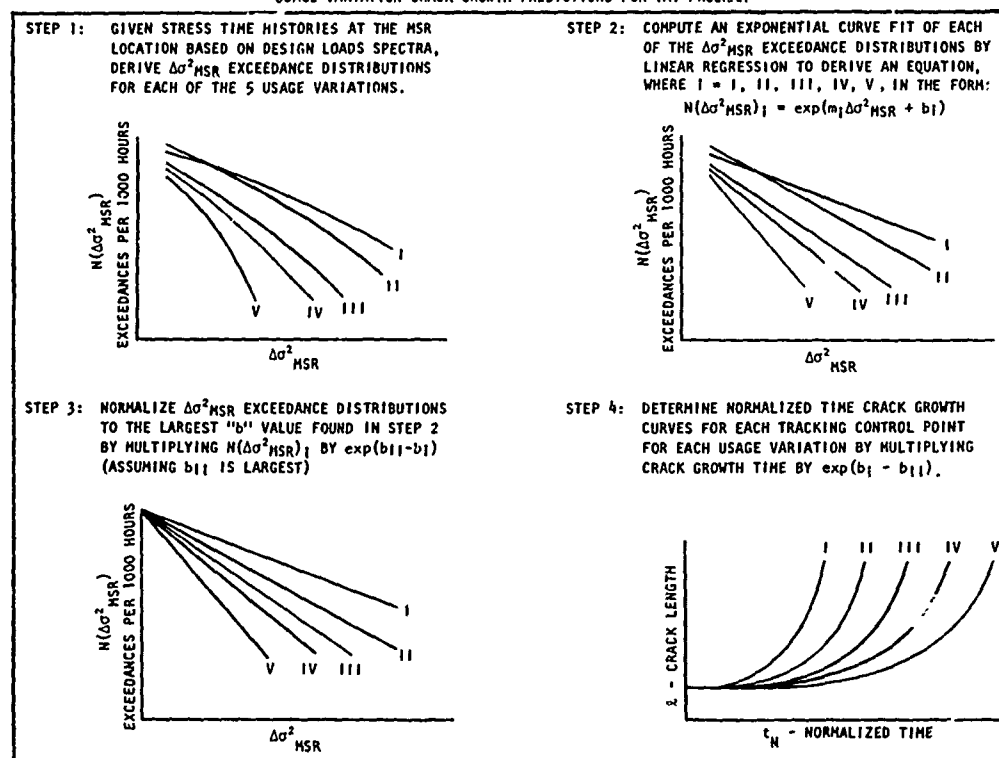 STEP 1: GIVEN STRESS TIME HISTORIES AT THE MSR
LOCATION BASED ON DESIGN LOADS SPECTRA,
DERIVE Δσ²MSR EXCEEDANCE DISTRIBUTIONS
FOR EACH OF THE 5 USAGE VARIATIONS.
N(Δσ²MSR)
EXCEEDANCES PER 1000 HOURS
I
II
III
IV
V
Δσ²MSR
STEP 2: COMPUTE AN EXPONENTIAL CURVE FIT OF EACH
OF THE Δσ²MSR EXCEEDANCE DISTRIBUTIONS BY
LINEAR REGRESSION TO DERIVE AN EQUATION,
WHERE i = I, II, III, IV, V, IN THE FORM:
N(Δσ²MSR)i = exp(miΔσ²MSR + bi)
N(Δσ²MSR)
EXCEEDANCES PER 1000 HOURS
I
II
III
IV
V
Δσ²MSR
STEP 3: NORMALIZE Δσ²MSR EXCEEDANCE DISTRIBUTIONS
TO THE LARGEST "b" VALUE FOUND IN STEP 2
BY MULTIPLYING N(Δσ²MSR)i BY exp(bII-bi)
(ASSUMING bII IS LARGEST)
N(Δσ²MSR)
EXCEEDANCES PER 1000 HOURS
I
II
III
IV
V
Δσ²MSR
STEP 4: DETERMINE NORMALIZED TIME CRACK GROWTH
CURVES FOR EACH TRACKING CONTROL POINT
FOR EACH USAGE VARIATION BY MULTIPLYING
CRACK GROWTH TIME BY exp(bi - bII).
ℓ - CRACK LENGTH
I II III IV V
tN - NORMALIZED TIME